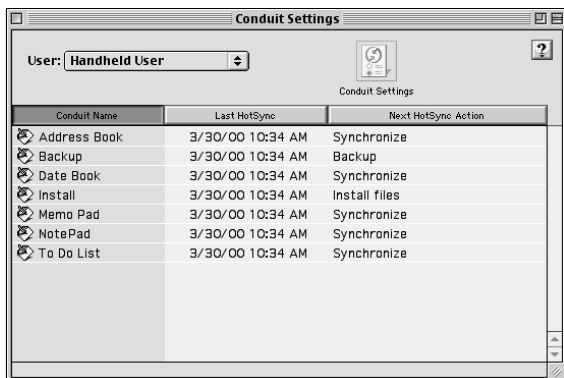 Conduit Settings
User: Handheld User
?
Conduit Settings
Conduit Name Last HotSync Next HotSync Action
Address Book 3/30/00 10:34 AM Synchronize
Backup 3/30/00 10:34 AM Backup
Date Book 3/30/00 10:34 AM Synchronize
Install 3/30/00 10:34 AM Install files
Memo Pad 3/30/00 10:34 AM Synchronize
NotePad 3/30/00 10:34 AM Synchronize
To Do List 3/30/00 10:34 AM Synchronize